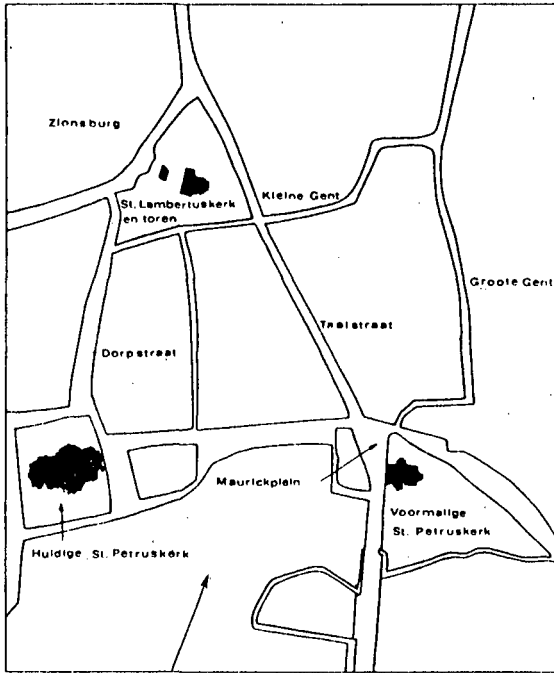 Zionsburg
St. Lambertuskerk
en toren
Kleine Gent
Groote Gent
Taalstraat
Dorpstraat
Maurickplein
Voormalige
St. Petruskerk
Huidige St. Petruskerk